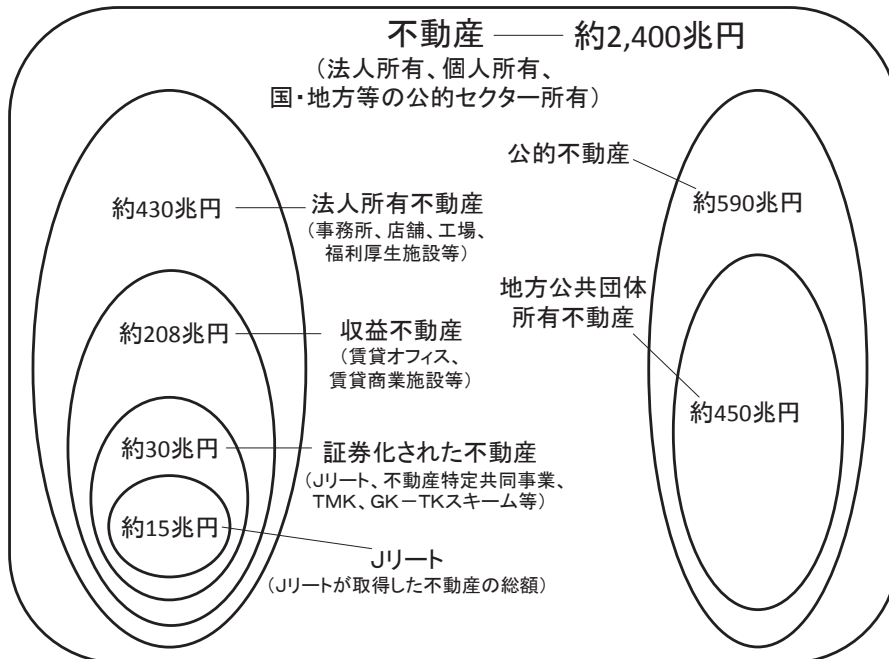 不動産 約2,400兆円
（法人所有、個人所有、
国・地方等の公的セクター所有）
約430兆円
法人所有不動産
（事務所、店舗、工場、
福利厚生施設等）
約208兆円
収益不動産
（賃貸オフィス、
賃貸商業施設等）
約30兆円
証券化された不動産
（Jリート、不動産特定共同事業、
TMK、GK－TKスキーム等）
約15兆円
Jリート
（Jリートが取得した不動産の総額）
公的不動産
約590兆円
地方公共団体
所有不動産
約450兆円